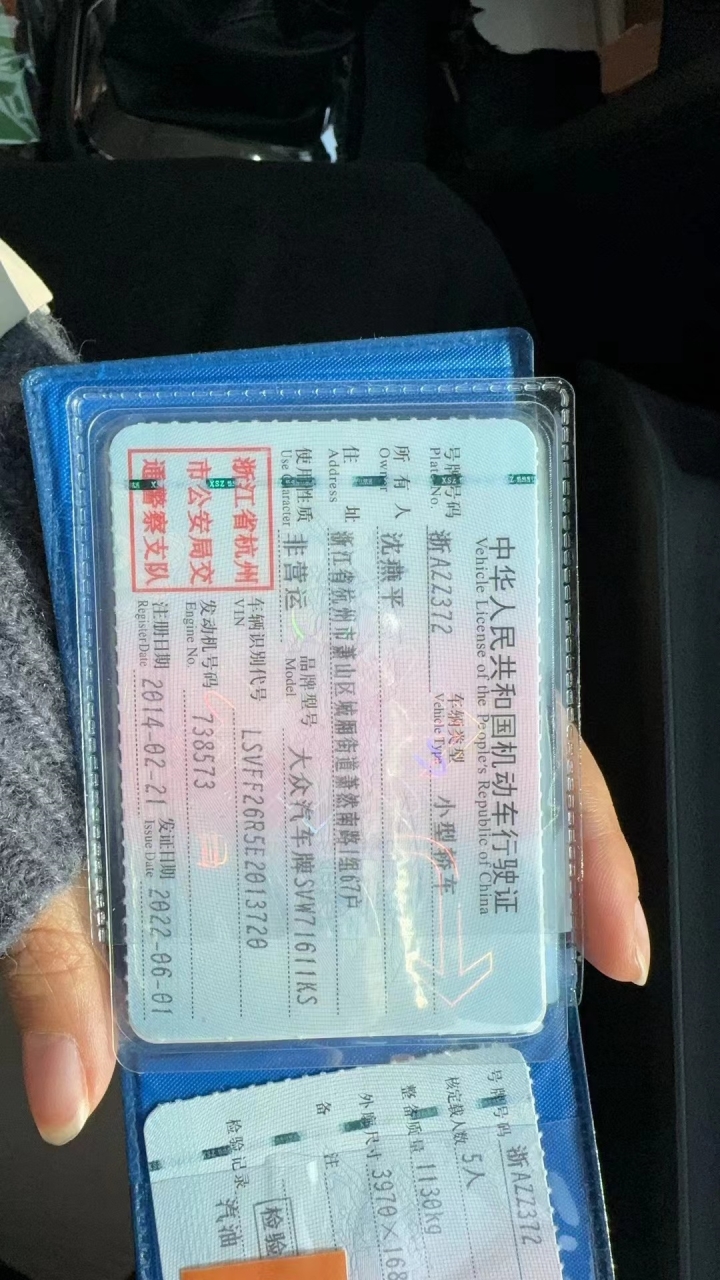 中华人民共和国机动车行驶证
Vehicle License of the People's Republic of China
号牌号码 浙AZZ372 车辆类型 小型轿车
Plate No. Vehicle Type
所有人 沈燕平
Owner
住址 浙江省杭州市萧山区城厢街道萧然南路1组67户
Address
使用性质 非营运 品牌型号 大众汽车牌SVW71611KS
Use Character Model
浙江省杭州
市公安局交
通警察支队
车辆识别代号 LSVFF26R5E2013720
VIN
发动机号码 738573
Engine No.
注册日期 2014-02-21 发证日期 2022-06-01
Register Date Issue Date
号牌号码 浙AZZ372
核定载人数 5人
整备质量 1130kg
外廓尺寸 3970×168
备注
检验记录 汽油
检验